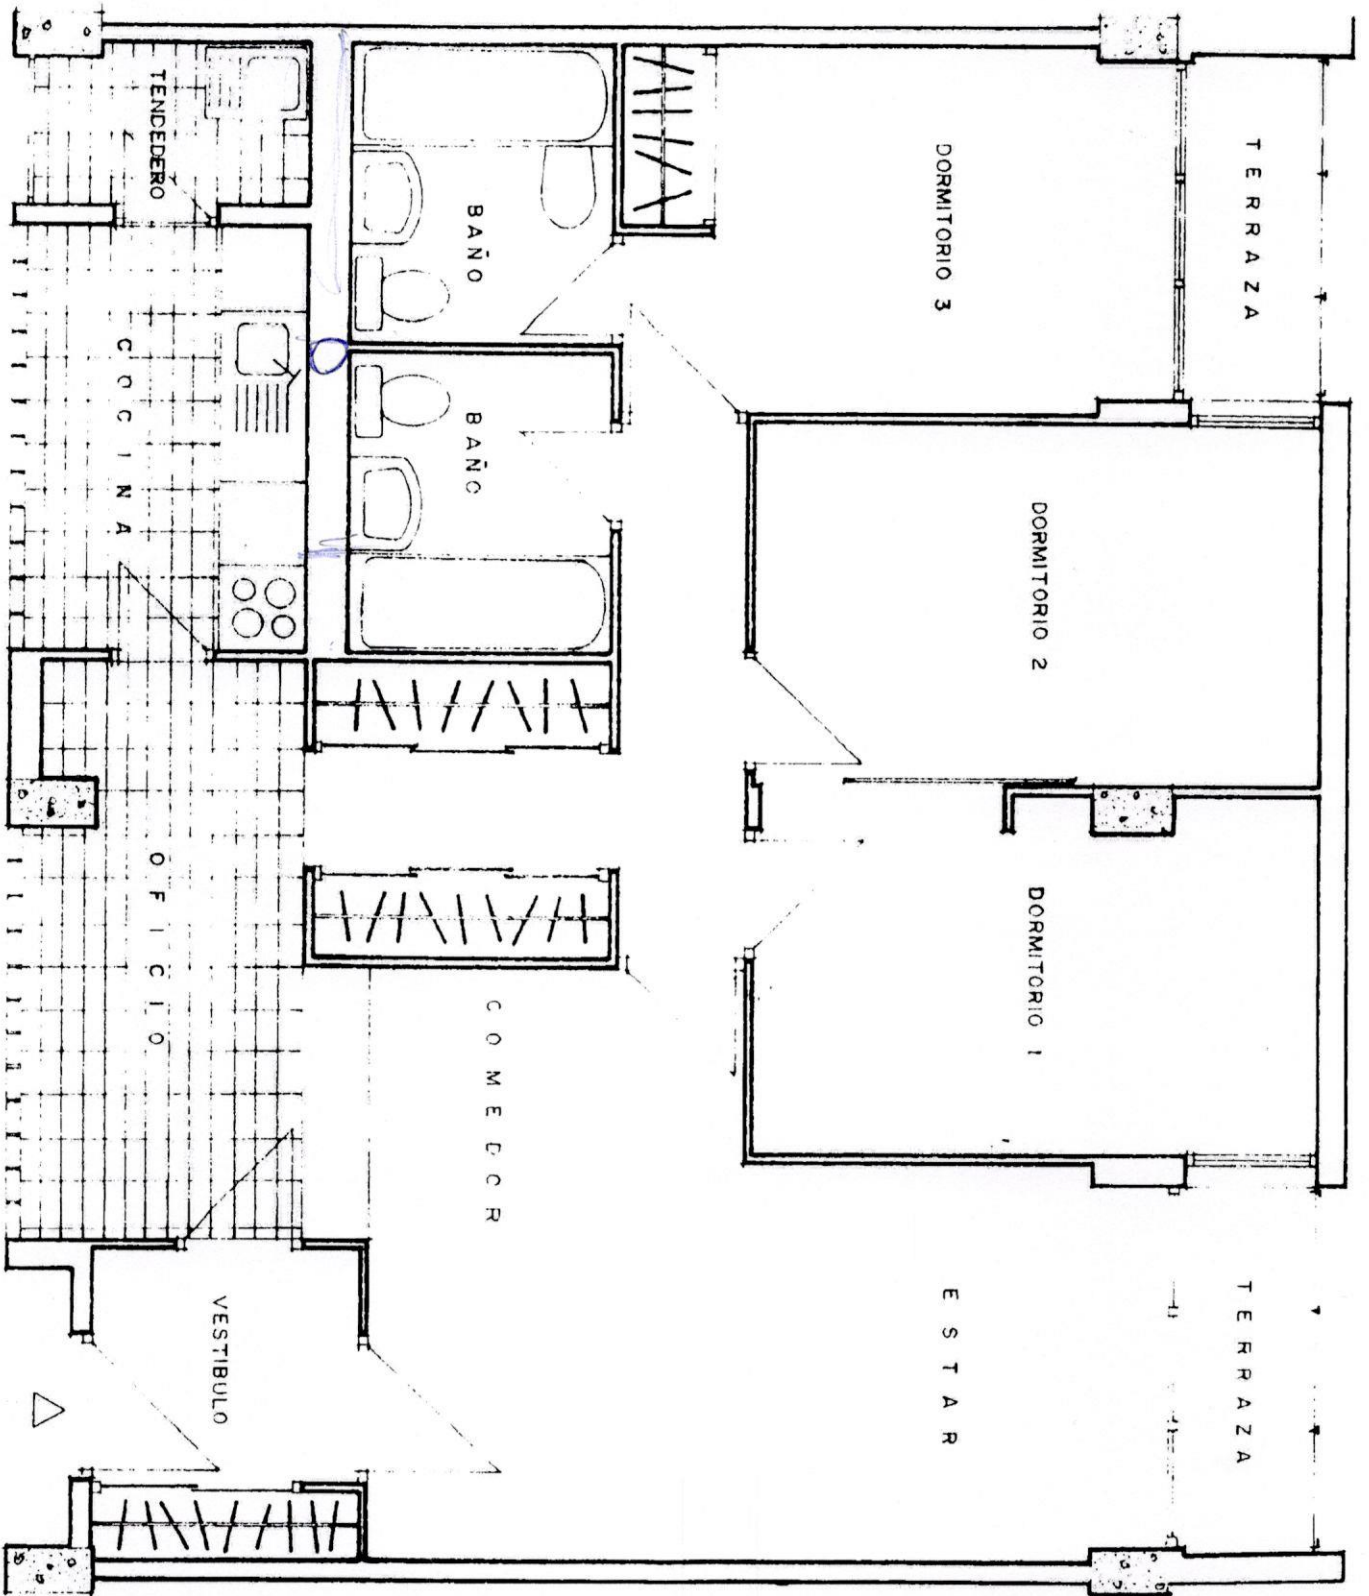 TENDEDERO
BAÑO
DORMITORIO 3
TERRAZA
COCINA
BAÑO
DORMITORIO 2
OFICIO
COMEDOR
DORMITORIO 1
VESTIBULO
ESTAR
TERRAZA